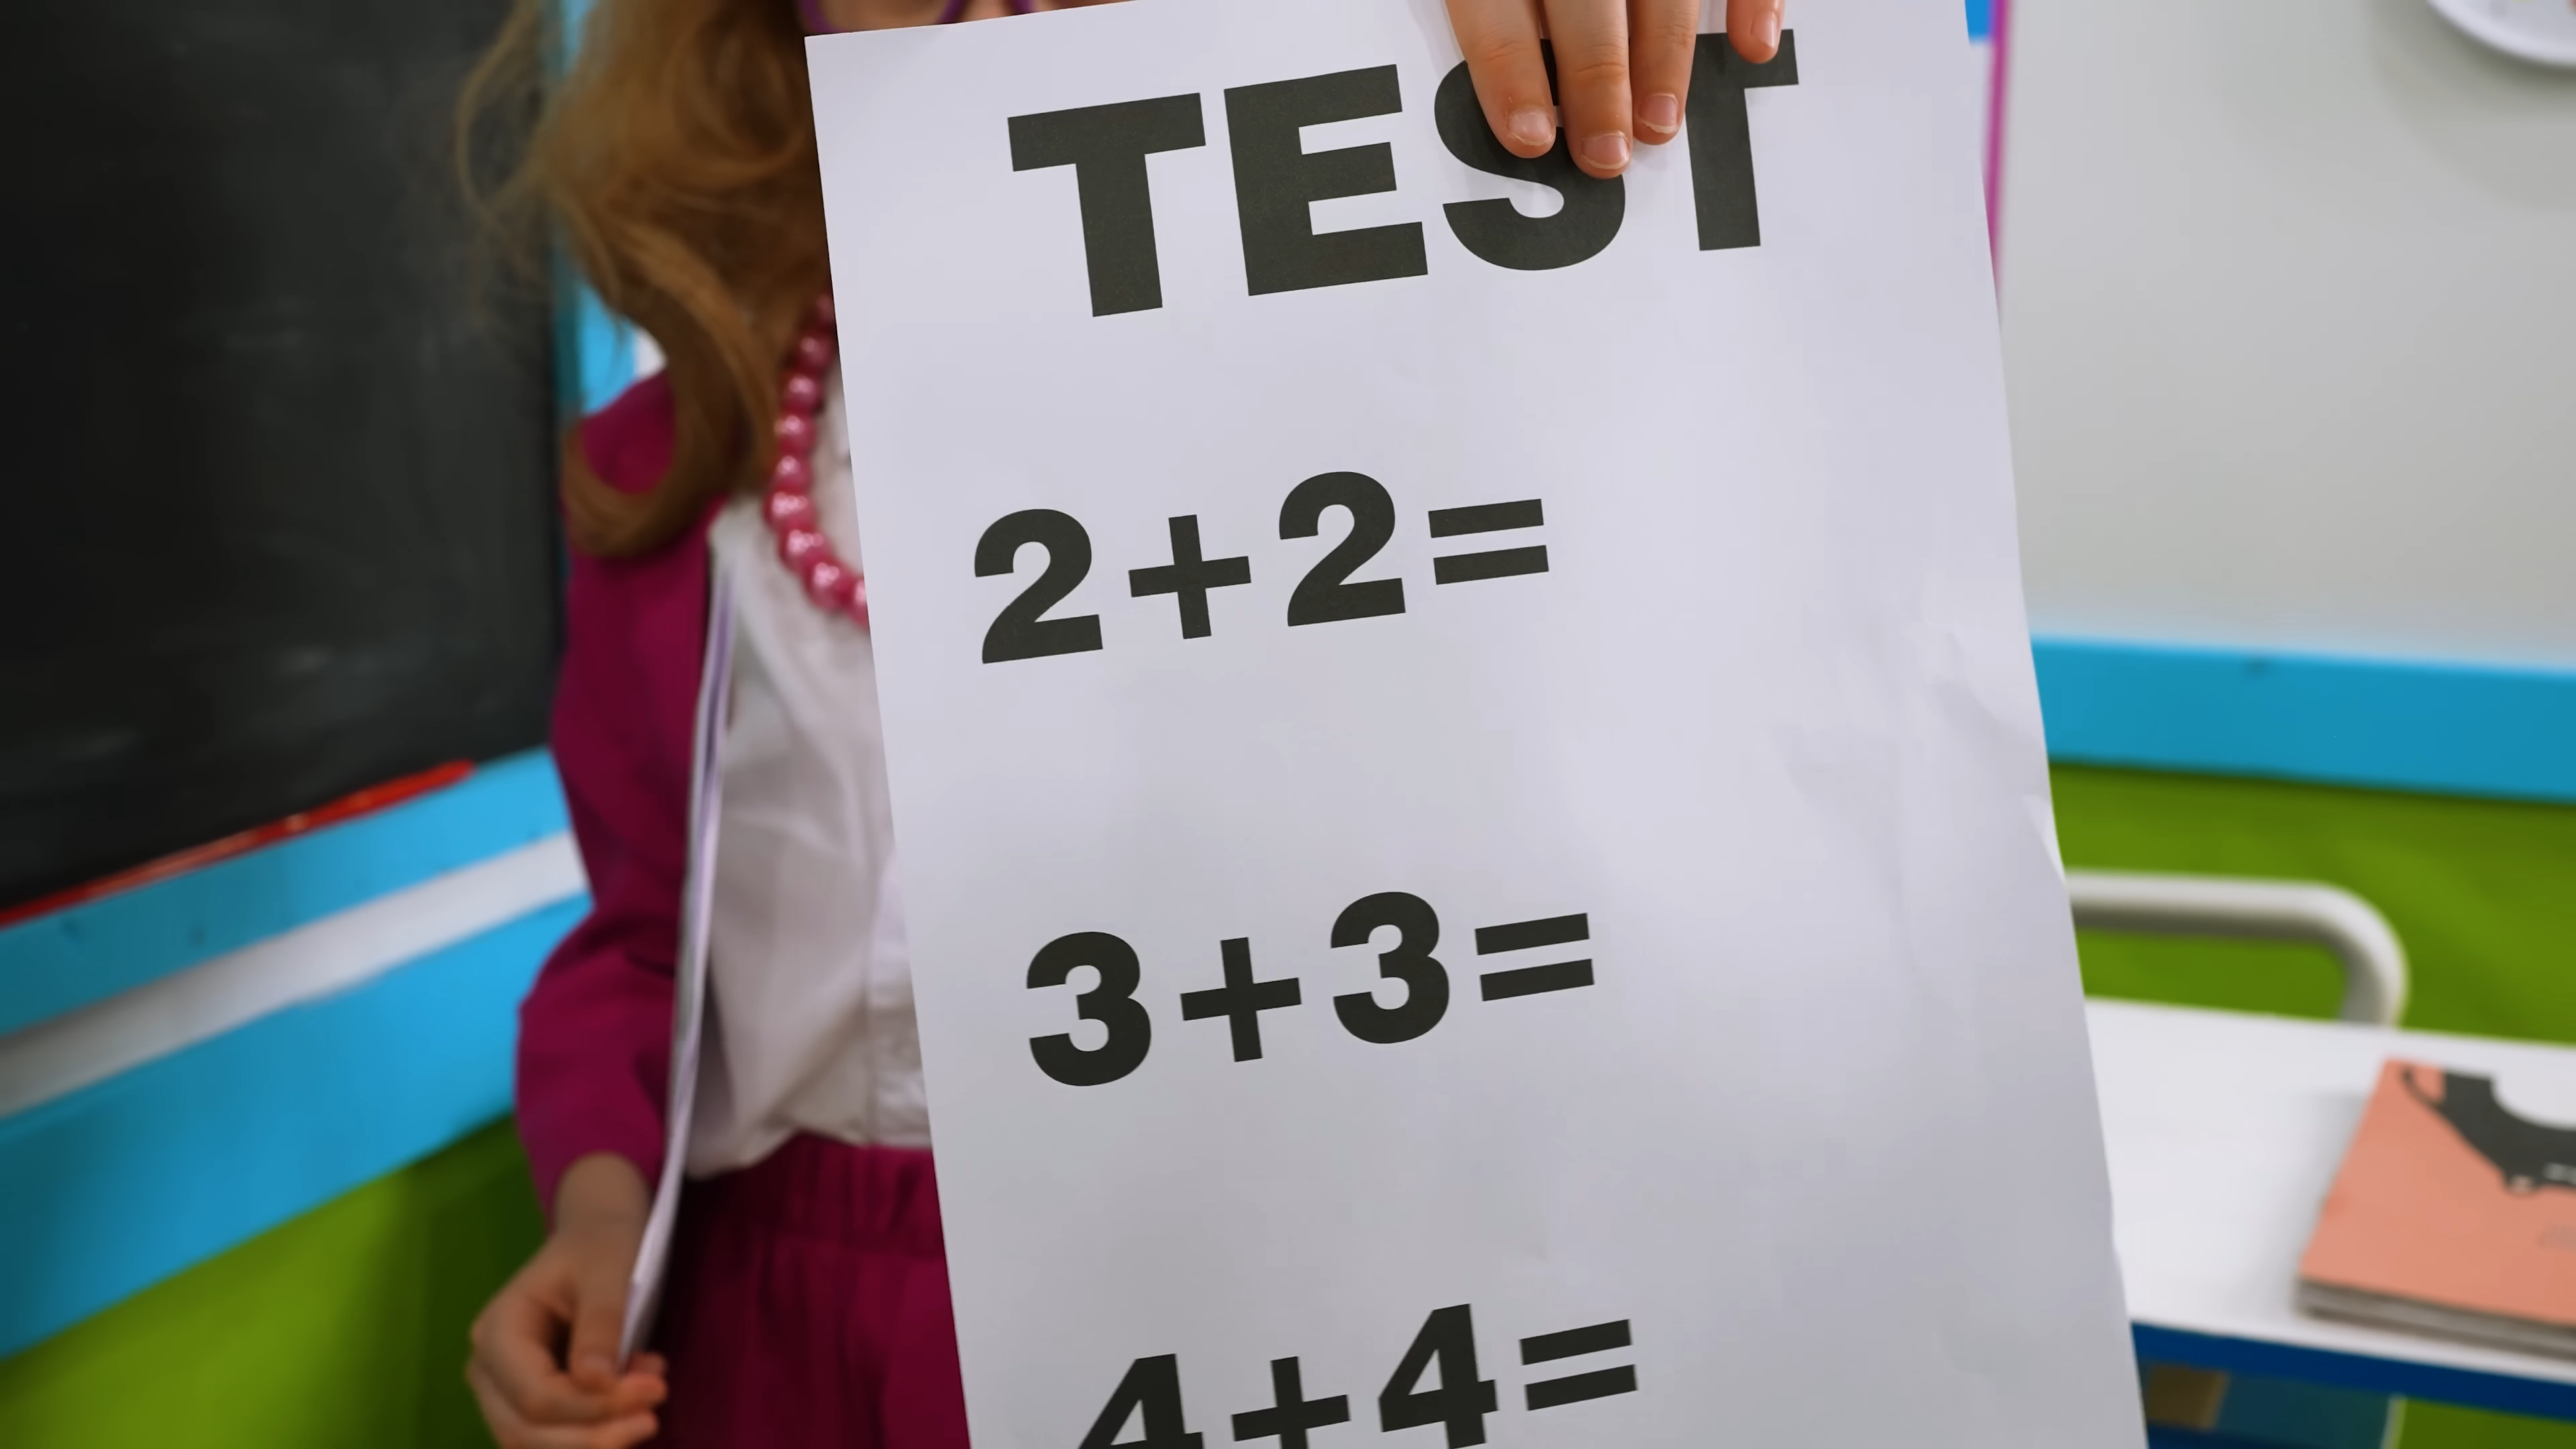 TEST
2+2=
3+3=
4+4=